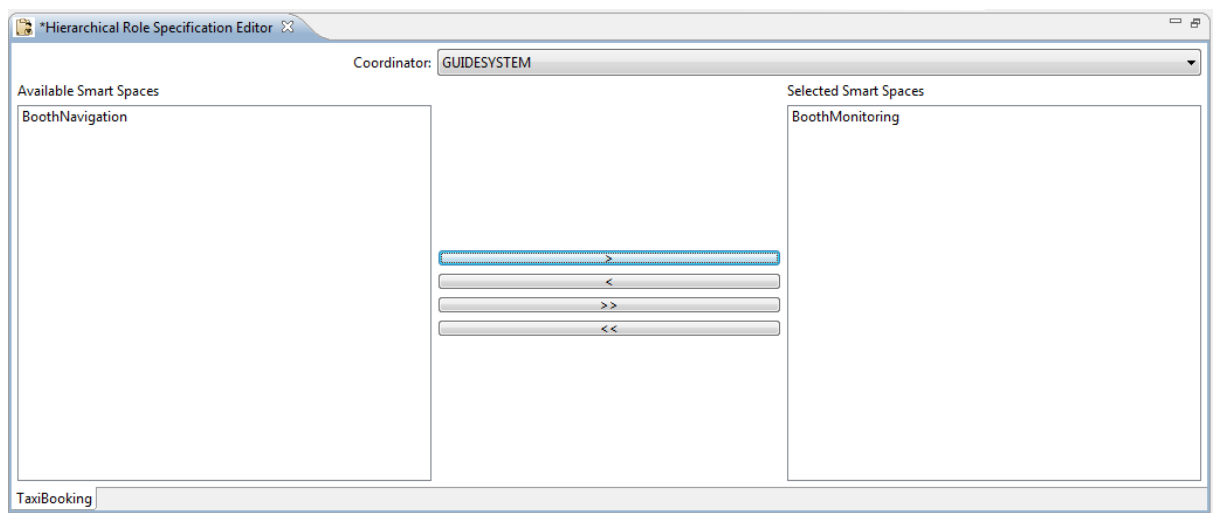 *Hierarchical Role Specification Editor
Coordinator: GUIDESYSTEM
Available Smart Spaces
Selected Smart Spaces
BoothNavigation
BoothMonitoring
>
<
>>
<<
TaxiBooking